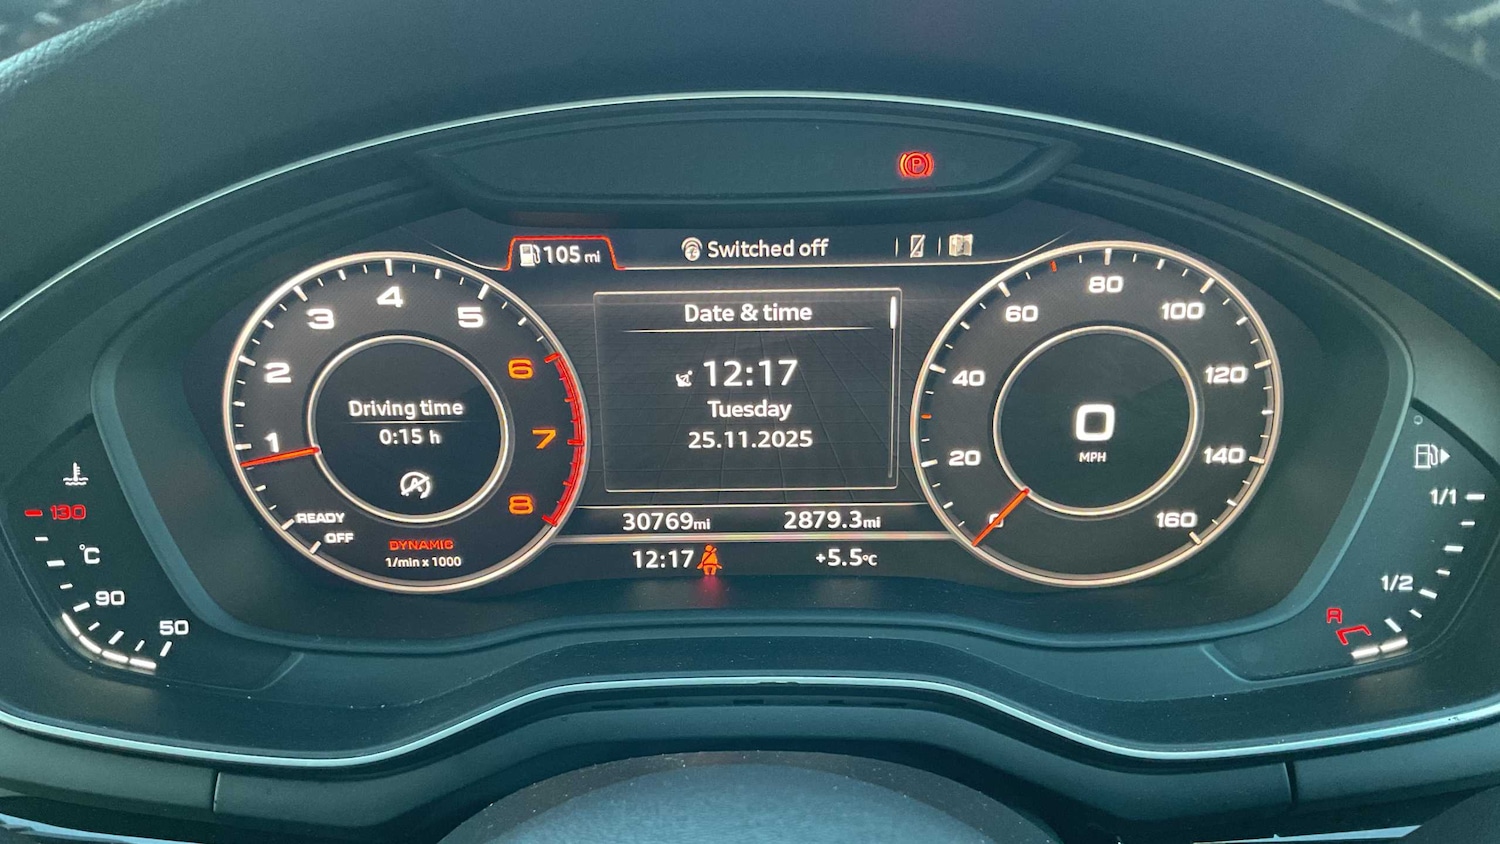 P
105 mi
Switched off
Date & time
12:17
Tuesday
25.11.2025
30769mi
2879.3mi
12:17
+5.5°C
1
2
3
4
5
6
7
8
Driving time
0:15 h
A
READY
OFF
DYNAMIC
1/min x 1000
0
20
40
60
80
100
120
140
160
0
MPH
130
°C
90
50
1/1
1/2
R